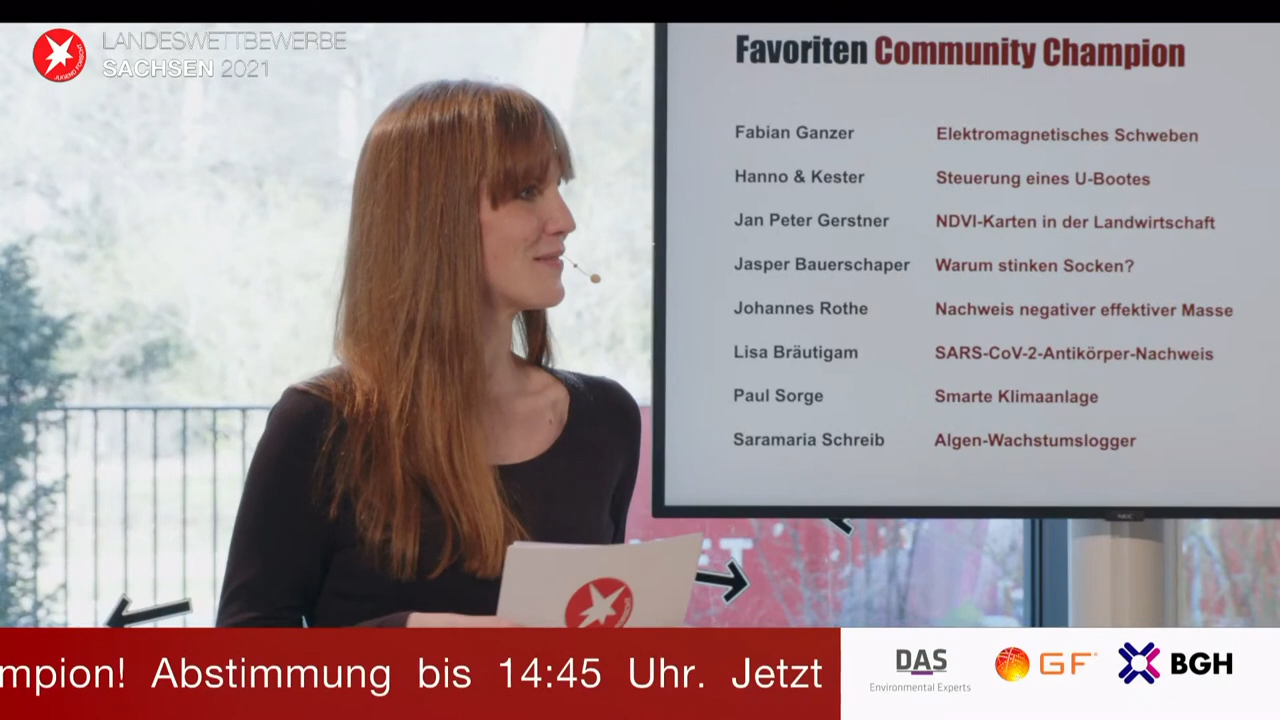 LANDESWETTBEWERBE
SACHSEN 2021
JUGEND FORSCHT
Favoriten Community Champion
Fabian Ganzer Elektromagnetisches Schweben
Hanno & Kester Steuerung eines U-Bootes
Jan Peter Gerstner NDVI-Karten in der Landwirtschaft
Jasper Bauerschaper Warum stinken Socken?
Johannes Rothe Nachweis negativer effektiver Masse
Lisa Bräutigam SARS-CoV-2-Antikörper-Nachweis
Paul Sorge Smarte Klimaanlage
Saramaria Schreib Algen-Wachstumslogger
NEC
mpion! Abstimmung bis 14:45 Uhr. Jetzt
DAS
Environmental Experts
GF
BGH